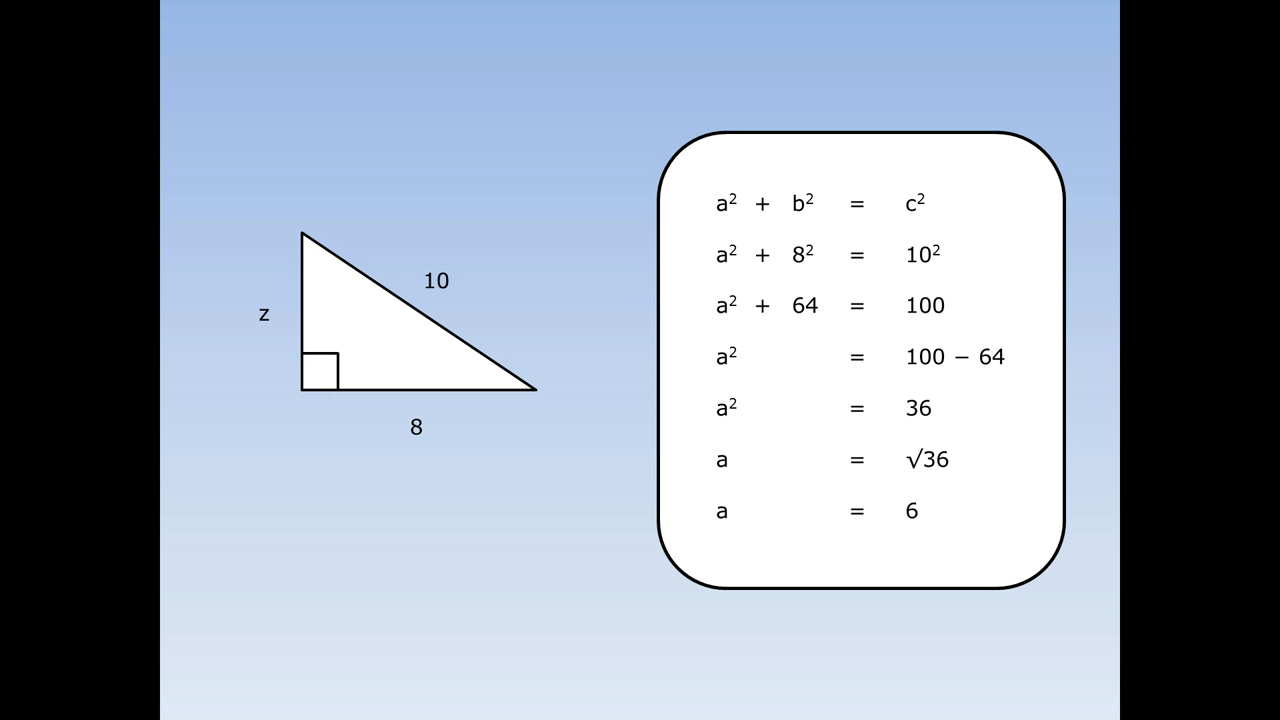 10
z
8
a² + b² = c²
a² + 8² = 10²
a² + 64 = 100
a² = 100 − 64
a² = 36
a = √36
a = 6